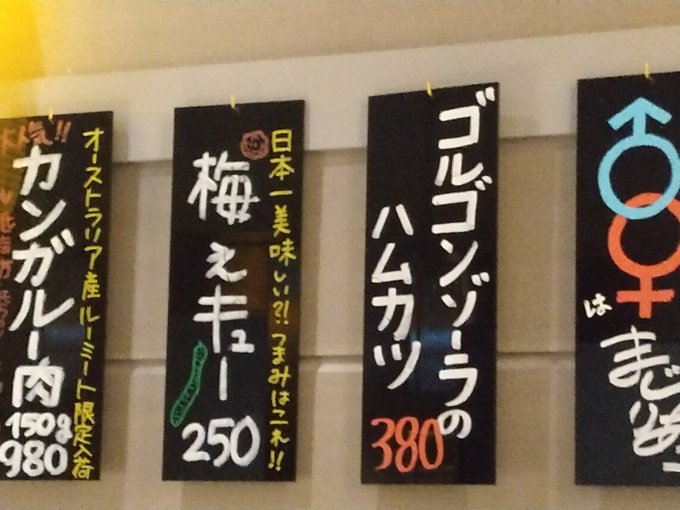 オーストラリア産ルーミート限定入荷
カンガルー肉
150g
980
日本一美味しい?!つまみはコレ!!
梅えキュー
250
ゴルゴンゾーラの
ハムカツ
380
♂♀
は
まじり